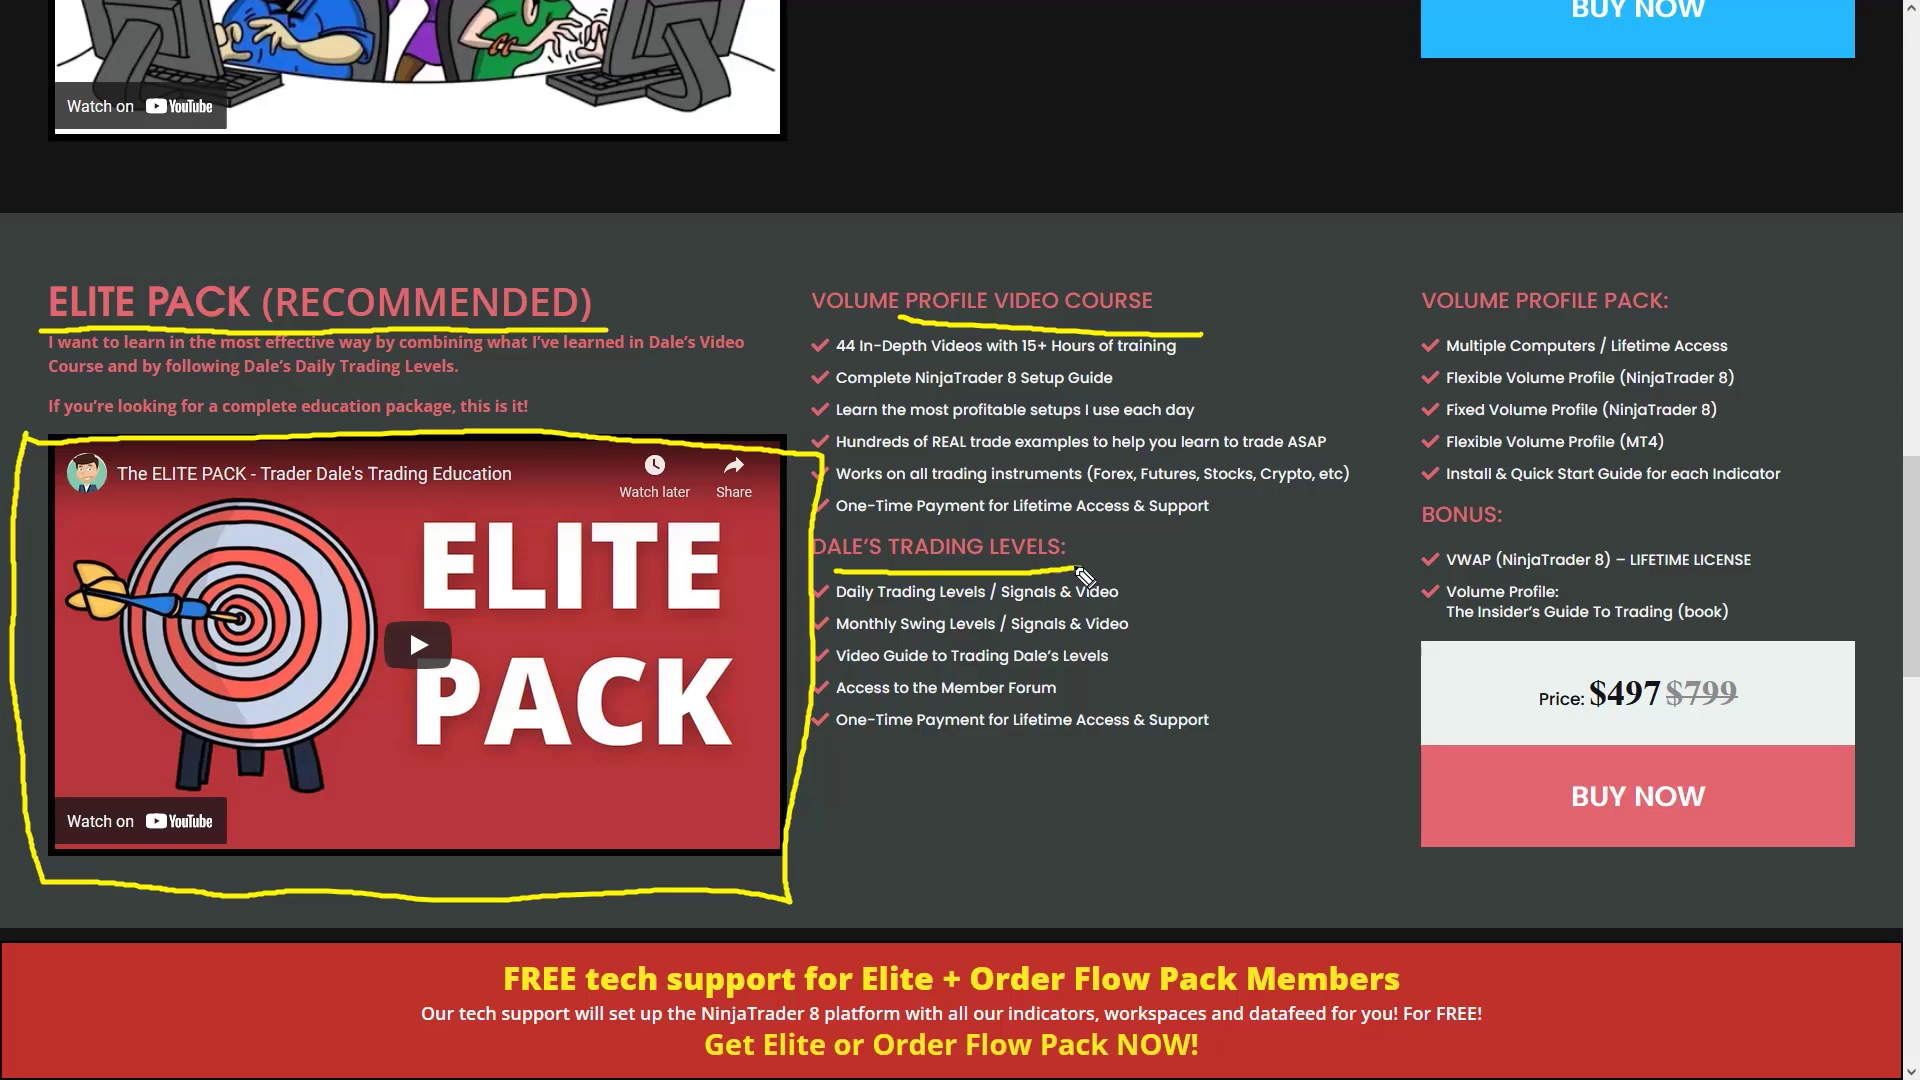 BUY NOW
Watch on YouTube
ELITE PACK (RECOMMENDED)
I want to learn in the most effective way by combining what I've learned in Dale's Video
Course and by following Dale's Daily Trading Levels.
If you're looking for a complete education package, this is it!
The ELITE PACK - Trader Dale's Trading Education
Watch later
Share
ELITE
PACK
Watch on YouTube
VOLUME PROFILE VIDEO COURSE
44 In-Depth Videos with 15+ Hours of training
Complete NinjaTrader 8 Setup Guide
Learn the most profitable setups I use each day
Hundreds of REAL trade examples to help you learn to trade ASAP
Works on all trading instruments (Forex, Futures, Stocks, Crypto, etc)
One-Time Payment for Lifetime Access & Support
DALE'S TRADING LEVELS:
Daily Trading Levels / Signals & Video
Monthly Swing Levels / Signals & Video
Video Guide to Trading Dale's Levels
Access to the Member Forum
One-Time Payment for Lifetime Access & Support
VOLUME PROFILE PACK:
Multiple Computers / Lifetime Access
Flexible Volume Profile (NinjaTrader 8)
Fixed Volume Profile (NinjaTrader 8)
Flexible Volume Profile (MT4)
Install & Quick Start Guide for each Indicator
BONUS:
VWAP (NinjaTrader 8) – LIFETIME LICENSE
Volume Profile:
The Insider's Guide To Trading (book)
Price: $497 $799
BUY NOW
FREE tech support for Elite + Order Flow Pack Members
Our tech support will set up the NinjaTrader 8 platform with all our indicators, workspaces and datafeed for you! For FREE!
Get Elite or Order Flow Pack NOW!